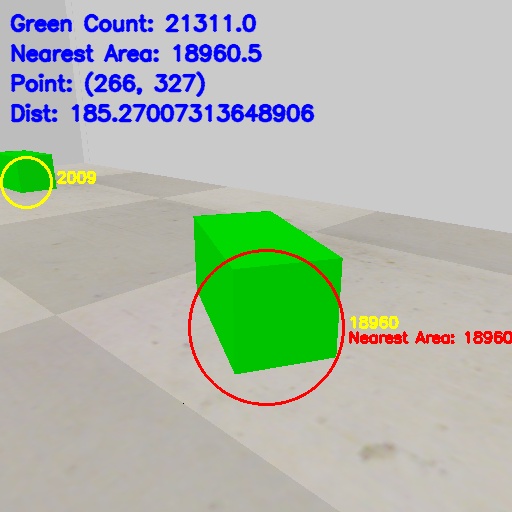 Green Count: 21311.0
Nearest Area: 18960.5
Point: (266, 327)
Dist: 185.27007313648906
2009
18960
Nearest Area: 18960